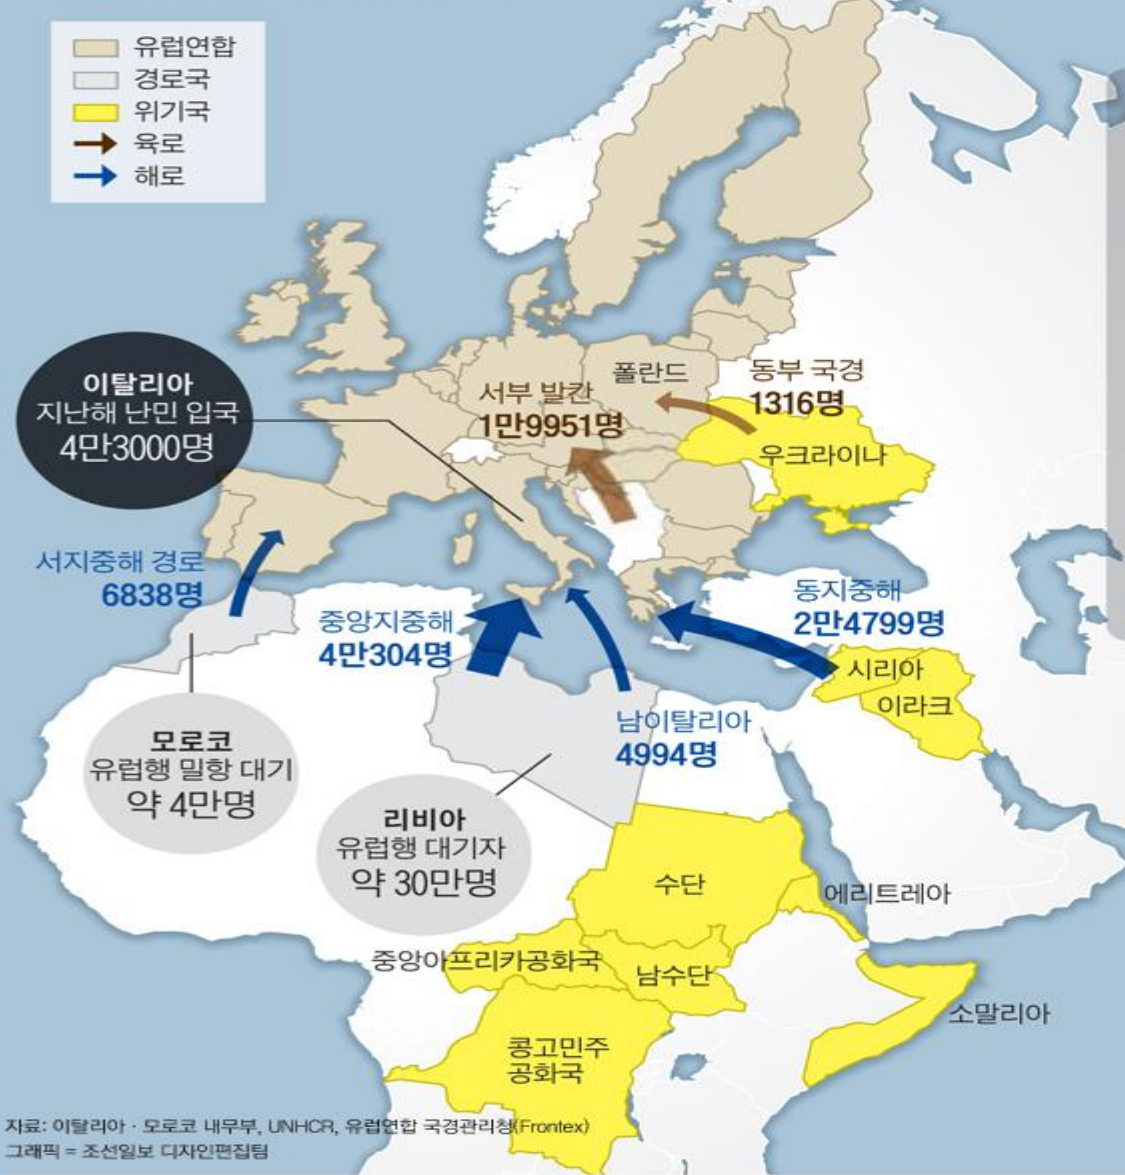 유럽연합
경로국
위기국
육로
해로
이탈리아
지난해 난민 입국
4만3000명
서부 발칸
1만9951명
폴란드
동부 국경
1316명
우크라이나
서지중해 경로
6838명
중앙지중해
4만304명
동지중해
2만4799명
시리아
이라크
남이탈리아
4994명
모로코
유럽행 밀항 대기
약 4만명
리비아
유럽행 대기자
약 30만명
수단
에리트레아
중앙아프리카공화국
남수단
소말리아
콩고민주
공화국
자료: 이탈리아 · 모로코 내무부, UNHCR, 유럽연합 국경관리청(Frontex)
그래픽 = 조선일보 디자인편집팀